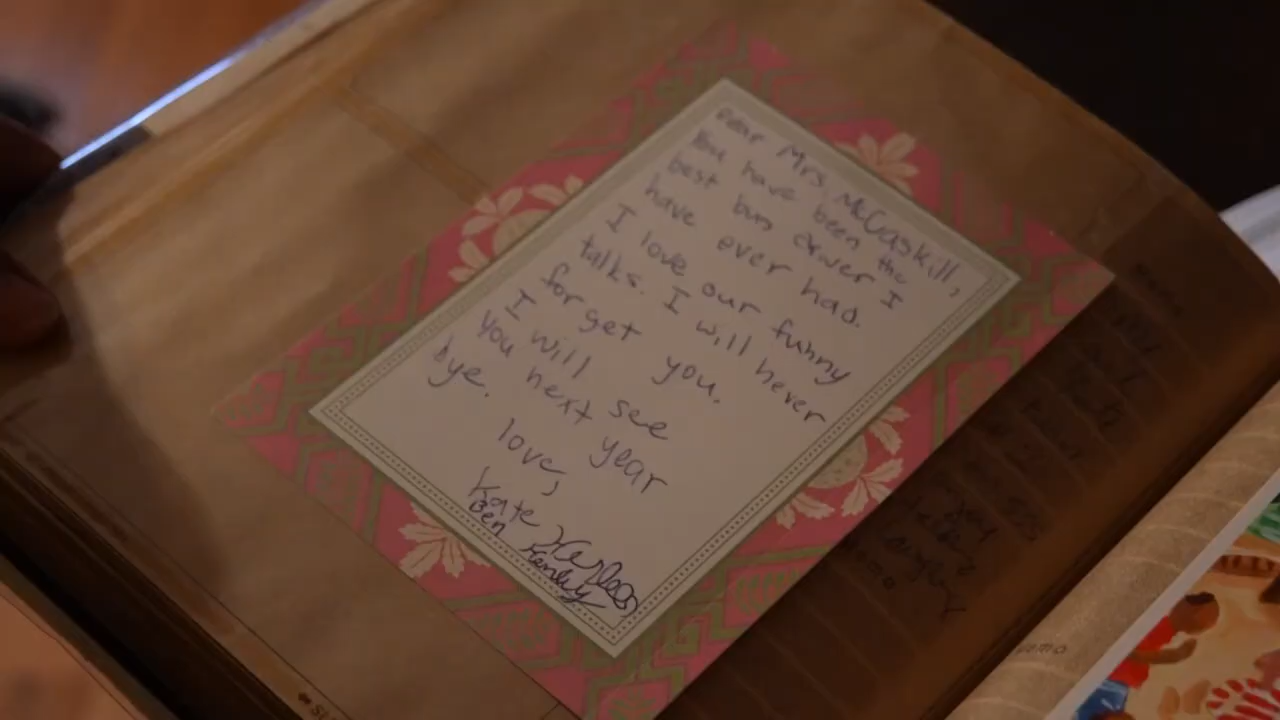 Dear Mrs. McCaskill,
You have been the
best bus driver I
have ever had.
I love our funny
talks. I will never
forget you.
I will see
you next year
bye.
love,
Kate
Ben